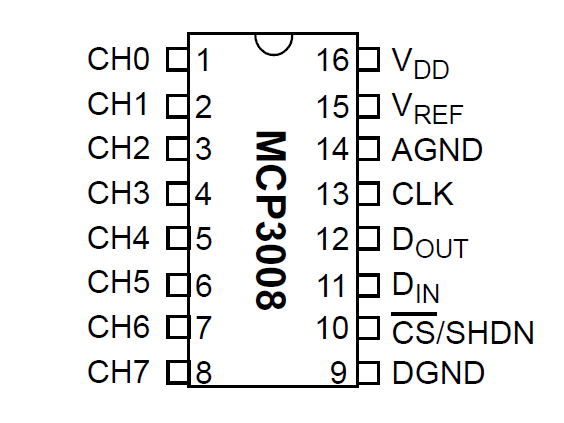 CH0 1 16 VDD
CH1 2 15 VREF
CH2 3 14 AGND
CH3 4 13 CLK
CH4 5 12 DOUT
CH5 6 11 DIN
CH6 7 10 C̅S̅/SHDN
CH7 8 9 DGND
MCP3008